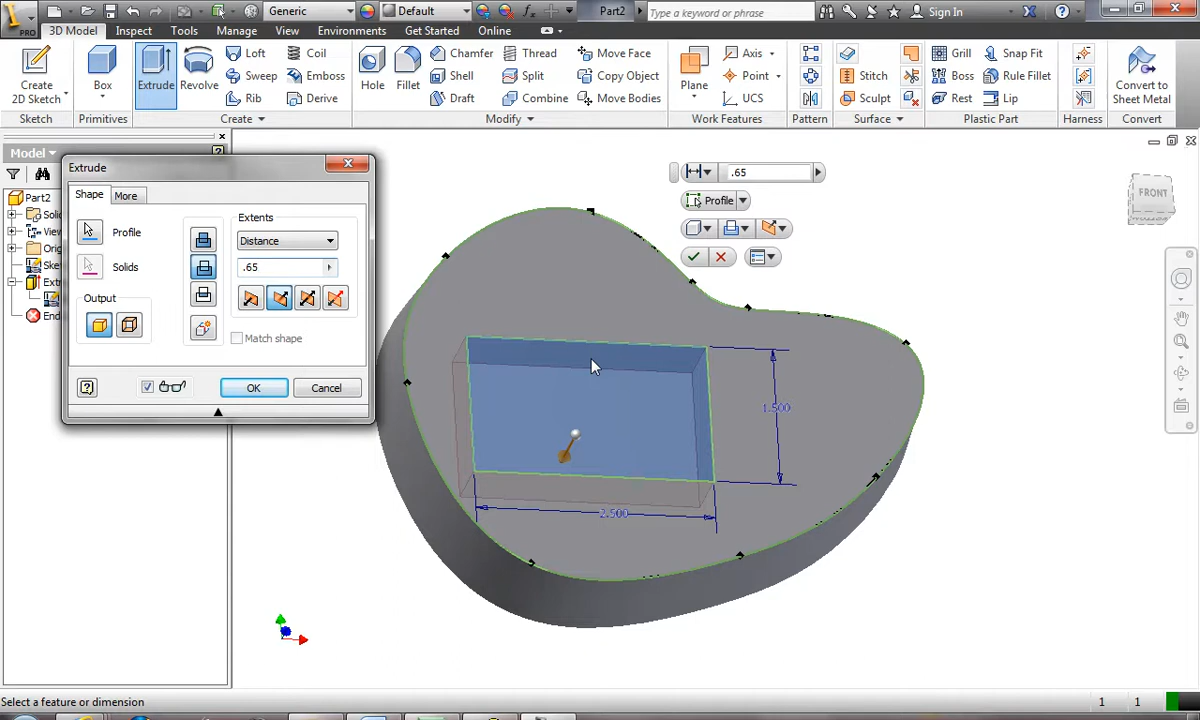 Generic
Default
Part2
Type a keyword or phrase
Sign In
PRO
3D Model
Inspect
Tools
Manage
View
Environments
Get Started
Online
Create
2D Sketch
Box
Extrude
Revolve
Loft
Sweep
Rib
Coil
Emboss
Derive
Hole
Fillet
Chamfer
Shell
Draft
Thread
Split
Combine
Move Face
Copy Object
Move Bodies
Plane
Axis
Point
UCS
Stitch
Sculpt
Grill
Boss
Rest
Snap Fit
Rule Fillet
Lip
Convert to
Sheet Metal
Sketch
Primitives
Create
Modify
Work Features
Pattern
Surface
Plastic Part
Harness
Convert
Model
Part2
Extrude
Shape
More
Profile
Solids
Output
Extents
Distance
.65
Match shape
OK
Cancel
.65
Profile
FRONT
1.500
2.500
Select a feature or dimension
1
1